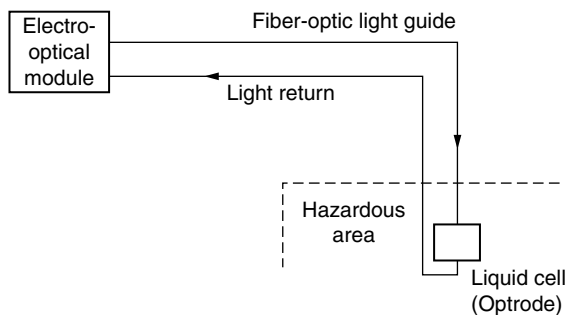 Electro-
optical
module
Fiber-optic light guide
Light return
Hazardous
area
Liquid cell
(Optrode)